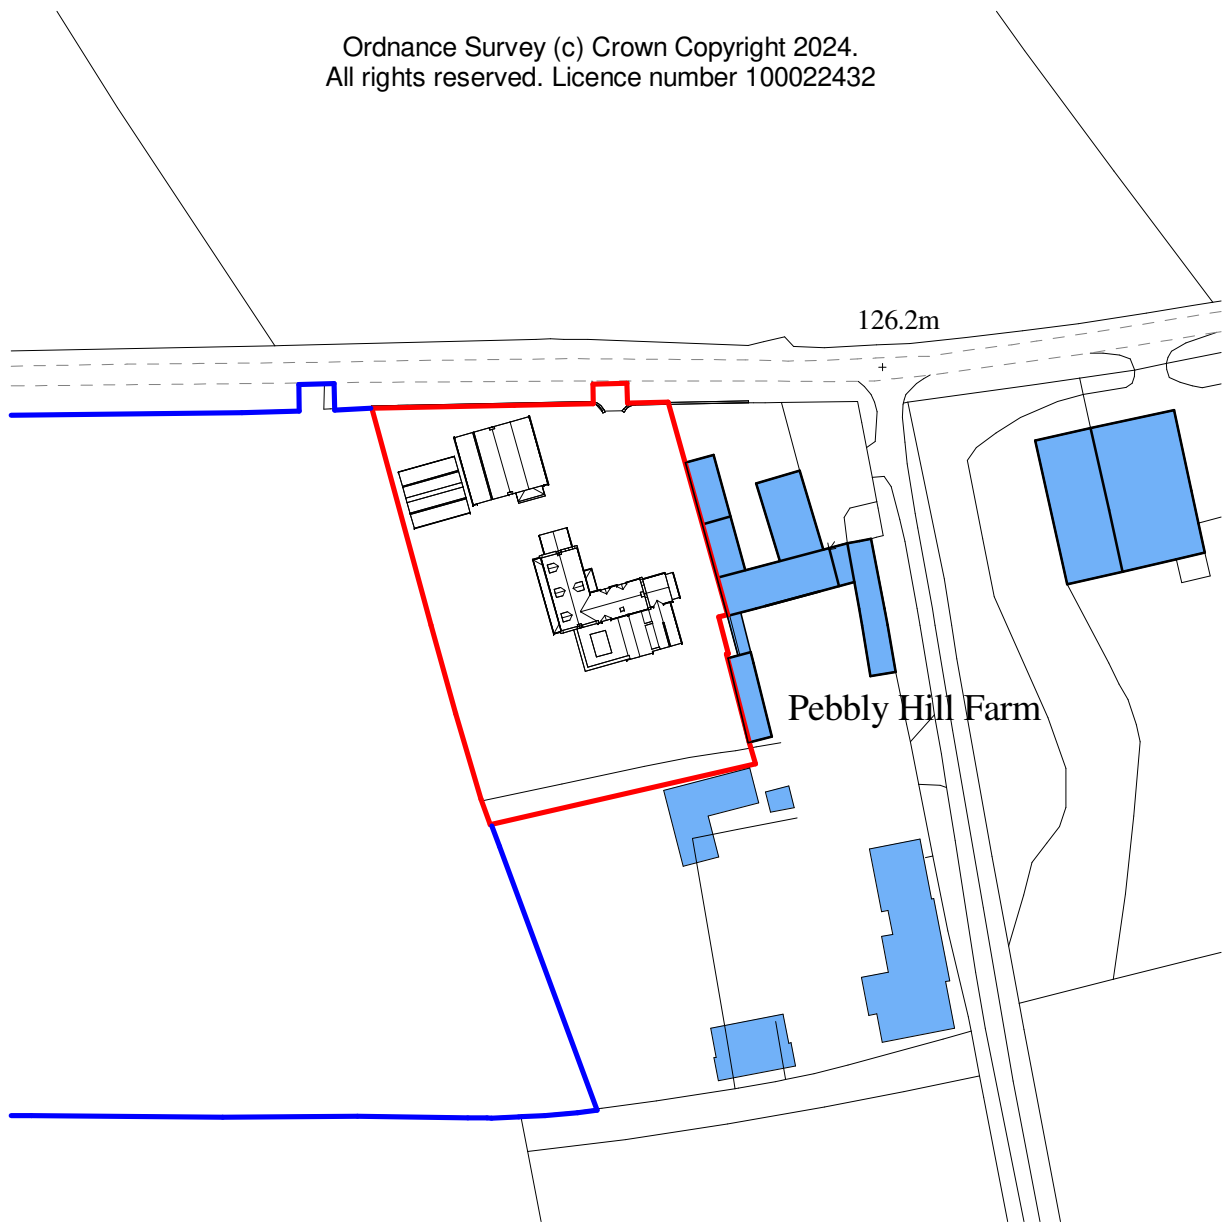 Ordnance Survey (c) Crown Copyright 2024.
All rights reserved. Licence number 100022432
126.2m
Pebbly Hill Farm